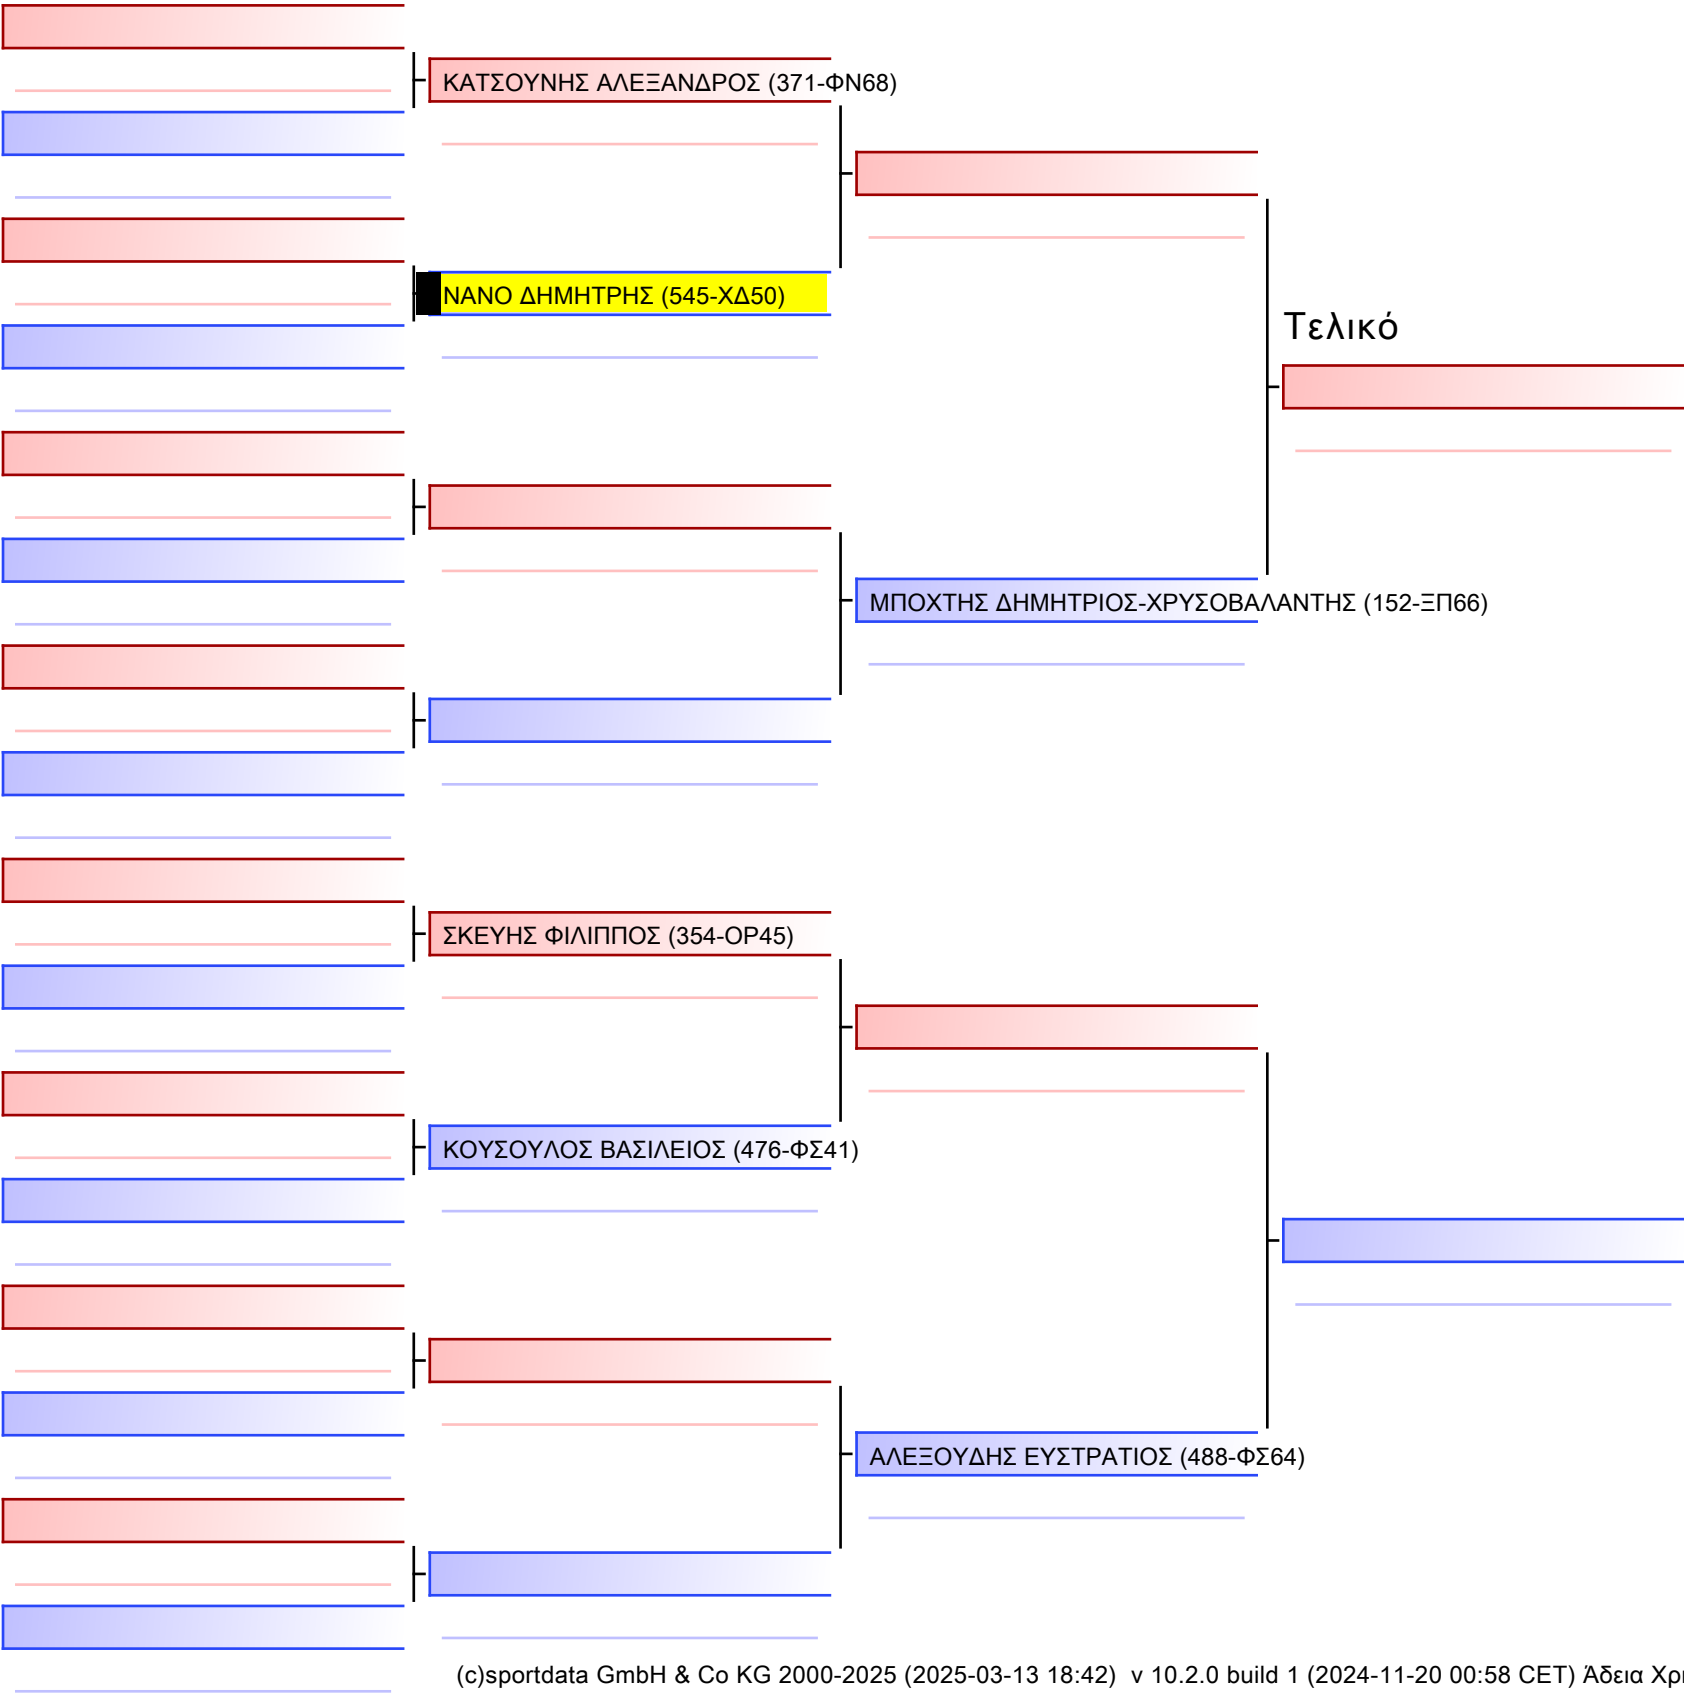 ΚΑΤΣΟΥΝΗΣ ΑΛΕΞΑΝΔΡΟΣ (371-ΦΝ68)
ΝΑΝΟ ΔΗΜΗΤΡΗΣ (545-ΧΔ50)
Τελικό
ΜΠΟΧΤΗΣ ΔΗΜΗΤΡΙΟΣ-ΧΡΥΣΟΒΑΛΑΝΤΗΣ (152-ΞΠ66)
ΣΚΕΥΗΣ ΦΙΛΙΠΠΟΣ (354-ΟΡ45)
ΚΟΥΣΟΥΛΟΣ ΒΑΣΙΛΕΙΟΣ (476-ΦΣ41)
ΑΛΕΞΟΥΔΗΣ ΕΥΣΤΡΑΤΙΟΣ (488-ΦΣ64)
(c)sportdata GmbH & Co KG 2000-2025 (2025-03-13 18:42) v 10.2.0 build 1 (2024-11-20 00:58 CET) Άδεια